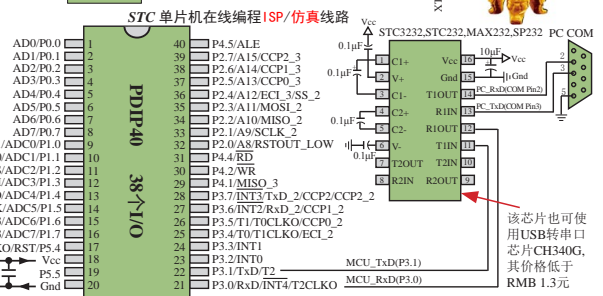 STC 单片机在线编程ISP/仿真线路
AD0/P0.0 1
AD1/P0.1 2
AD2/P0.2 3
AD3/P0.3 4
AD4/P0.4 5
AD5/P0.5 6
AD6/P0.6 7
AD7/P0.7 8
/ADC0/P1.0 9
/ADC1/P1.1 10
/ADC2/P1.2 11
/ADC3/P1.3 12
/ADC4/P1.4 13
/ADC5/P1.5 14
/ADC6/P1.6 15
/ADC7/P1.7 16
KO/RST/P5.4 17
Vcc 18
P5.5 19
Gnd 20
PDIP40 38个I/O
40 P4.5/ALE
39 P2.7/A15/CCP2_3
38 P2.6/A14/CCP1_3
37 P2.5/A13/CCP0_3
36 P2.4/A12/ECI_3/SS_2
35 P2.3/A11/MOSI_2
34 P2.2/A10/MISO_2
33 P2.1/A9/SCLK_2
32 P2.0/A8/RSTOUT_LOW
31 P4.4/RD
30 P4.2/WR
29 P4.1/MISO_3
28 P3.7/INT3/TxD_2/CCP2/CCP2_2
27 P3.6/INT2/RxD_2/CCP1_2
26 P3.5/T1/T0CLKO/CCP0_2
25 P3.4/T0/T1CLKO/ECI_2
24 P3.3/INT1
23 P3.2/INT0
22 P3.1/TxD/T2
21 P3.0/RxD/INT4/T2CLKO
MCU_TxD(P3.1)
MCU_RxD(P3.0)
LX
Vcc
STC3232,STC232,MAX232,SP232
PC COM
0.1μF
0.1μF
0.1μF
0.1μF
10μF
Vcc
Gnd
1 C1+ Vcc 16
2 V+ Gnd 15
3 C1- T1OUT 14
4 C2+ R1IN 13
5 C2- R1OUT 12
6 V- T1IN 11
7 T2OUT T2IN 10
8 R2IN R2OUT 9
PC_RxD(COM Pin2)
PC_TxD(COM Pin3)
2
3
5
该芯片也可使
用USB转串口
芯片CH340G,
其价格低于
RMB 1.3元